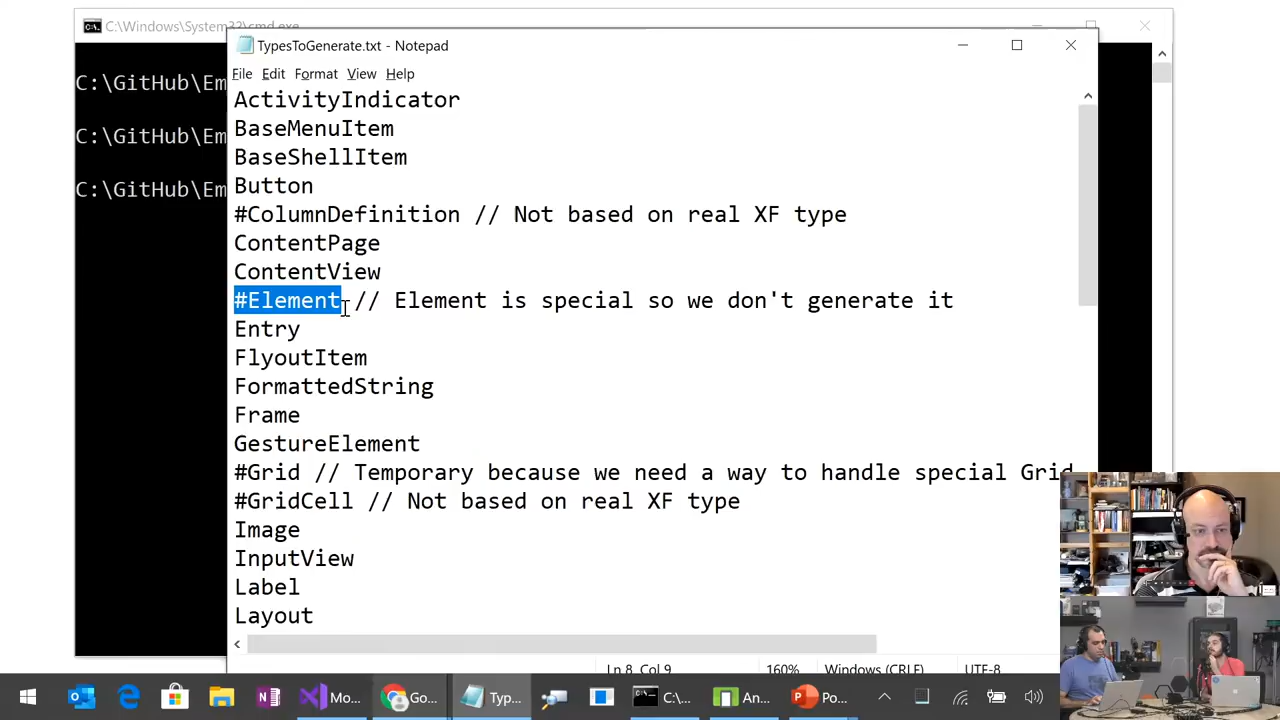 C:\Windows\System32\cmd.exe
TypesToGenerate.txt - Notepad
File Edit Format View Help
C:\GitHub\Em
C:\GitHub\Em
C:\GitHub\Em
ActivityIndicator
BaseMenuItem
BaseShellItem
Button
#ColumnDefinition // Not based on real XF type
ContentPage
ContentView
#Element // Element is special so we don't generate it
Entry
FlyoutItem
FormattedString
Frame
GestureElement
#Grid // Temporary because we need a way to handle special Grid
#GridCell // Not based on real XF type
Image
InputView
Label
Layout
Ln 8, Col 9 160% Windows (CRLF) UTF-8
Mo... Go... Typ... C:\... An... Po...